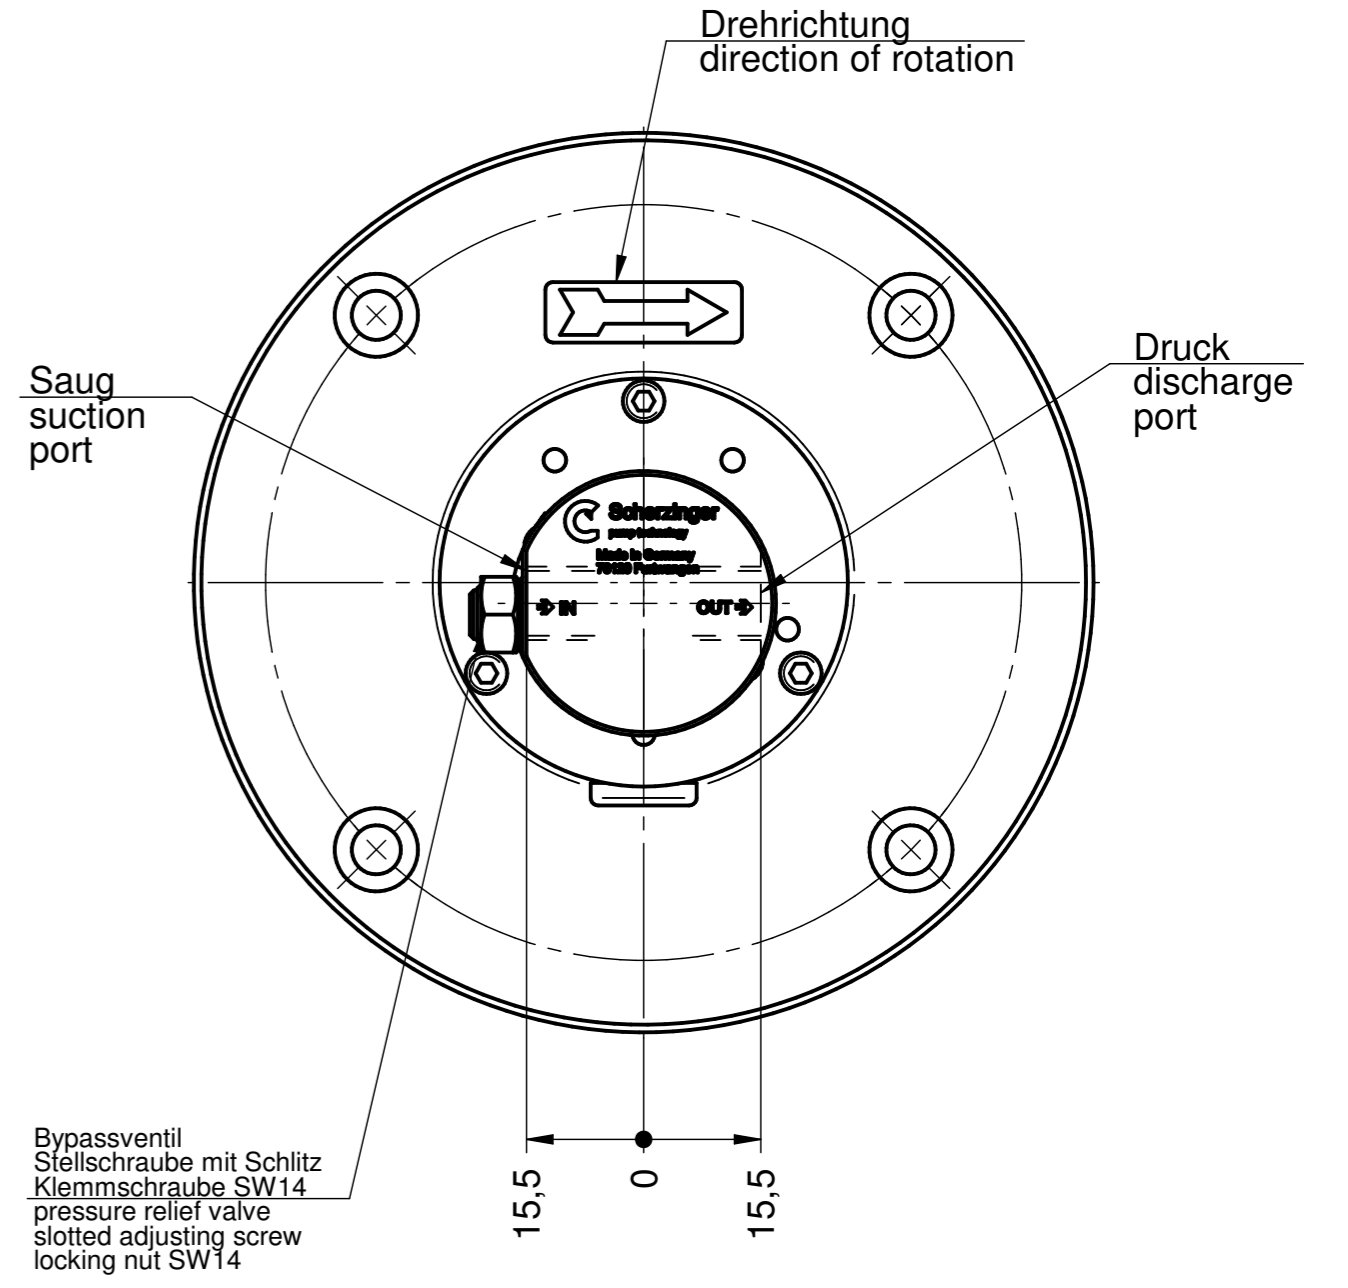 Drehrichtung
direction of rotation
Saug
suction
port
Druck
discharge
port
Scherzinger
pump technology
Made in Germany
78120 Furtwangen
IN
OUT
Bypassventil
Stellschraube mit Schlitz
Klemmschraube SW14
pressure relief valve
slotted adjusting screw
locking nut SW14
15,5
0
15,5